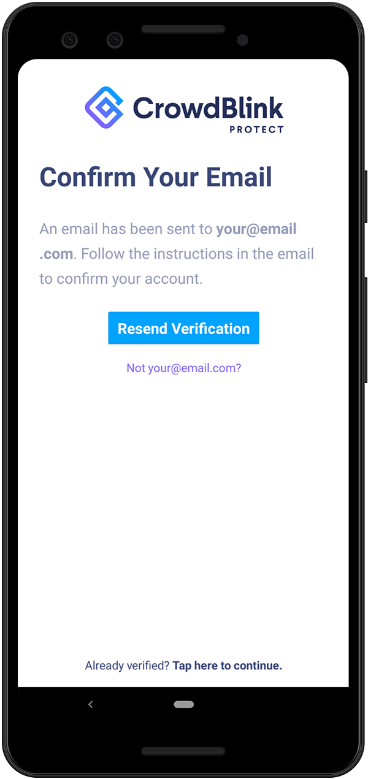 CrowdBlink
PROTECT
Confirm Your Email
An email has been sent to your@email
.com. Follow the instructions in the email
to confirm your account.
Resend Verification
Not your@email.com?
Already verified? Tap here to continue.